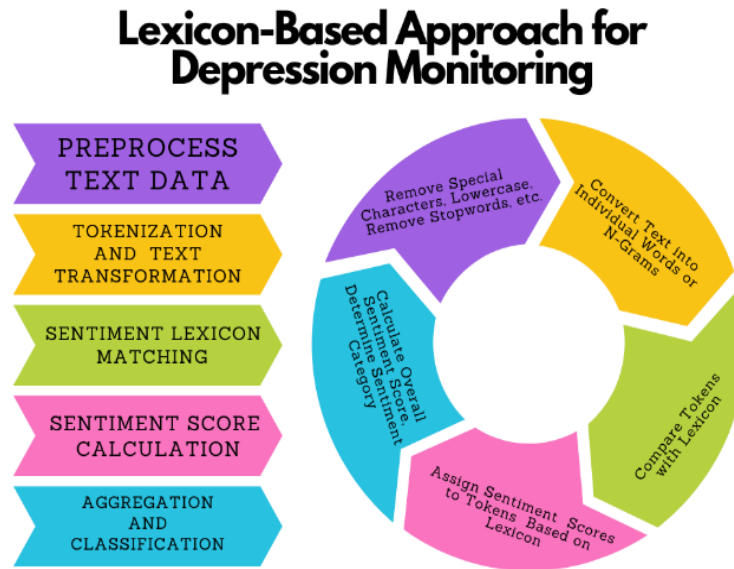 Lexicon-Based Approach for
Depression Monitoring
PREPROCESS
TEXT DATA
TOKENIZATION
AND TEXT
TRANSFORMATION
SENTIMENT LEXICON
MATCHING
SENTIMENT SCORE
CALCULATION
AGGREGATION
AND
CLASSIFICATION
Remove Special
Characters, Lowercase,
Remove Stopwords, etc.
Convert Text into
Individual Words or
N-Grams
Compare Tokens
with Lexicon
Assign Sentiment Scores
to Tokens Based on
Lexicon
Calculate Overall
Sentiment Score,
Determine Sentiment
Category